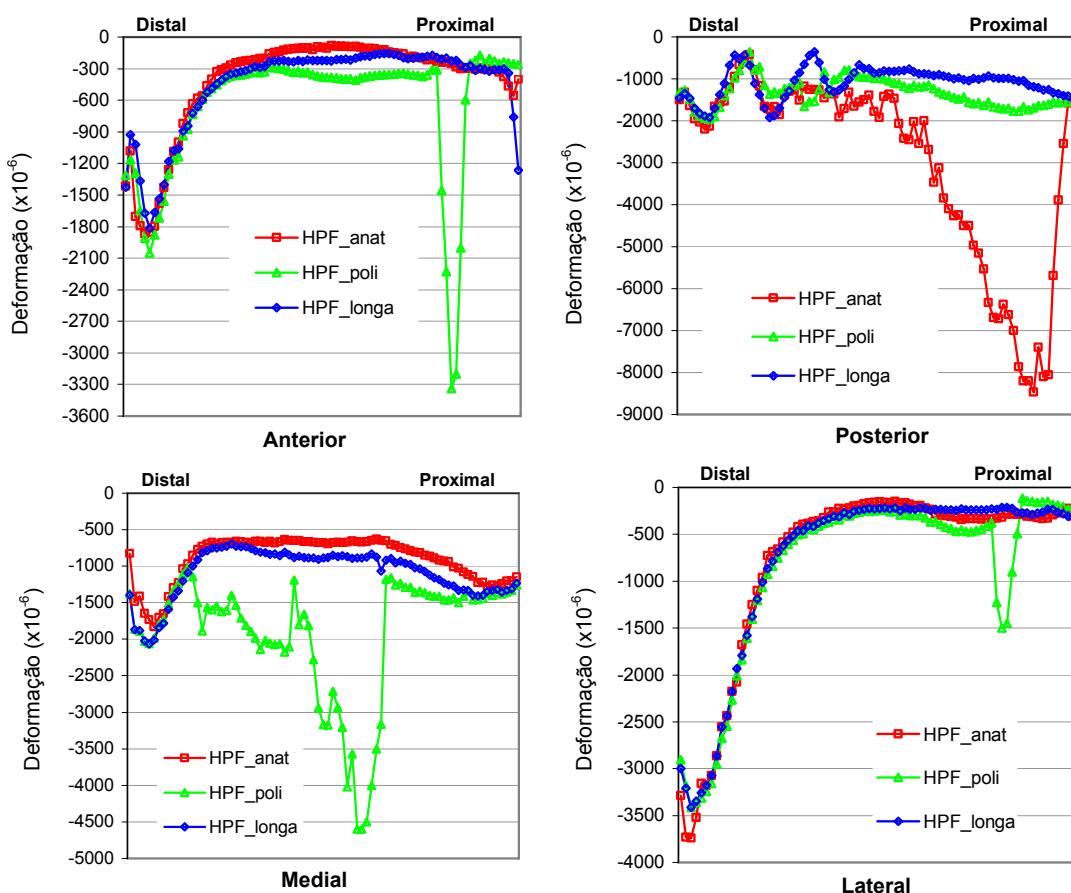 Distal Proximal
0
-300
-600
-900
-1200
-1500
-1800
-2100
-2400
-2700
-3000
-3300
-3600
Deformação (x10-6)
HPF_anat
HPF_poli
HPF_longa
Anterior
Distal Proximal
0
-1000
-2000
-3000
-4000
-5000
-6000
-7000
-8000
-9000
Deformação (x10-6)
HPF_anat
HPF_poli
HPF_longa
Posterior
Distal Proximal
0
-500
-1000
-1500
-2000
-2500
-3000
-3500
-4000
-4500
-5000
Deformação (x10-6)
HPF_anat
HPF_poli
HPF_longa
Medial
Distal Proximal
0
-500
-1000
-1500
-2000
-2500
-3000
-3500
-4000
Deformação (x10-6)
HPF_anat
HPF_poli
HPF_longa
Lateral